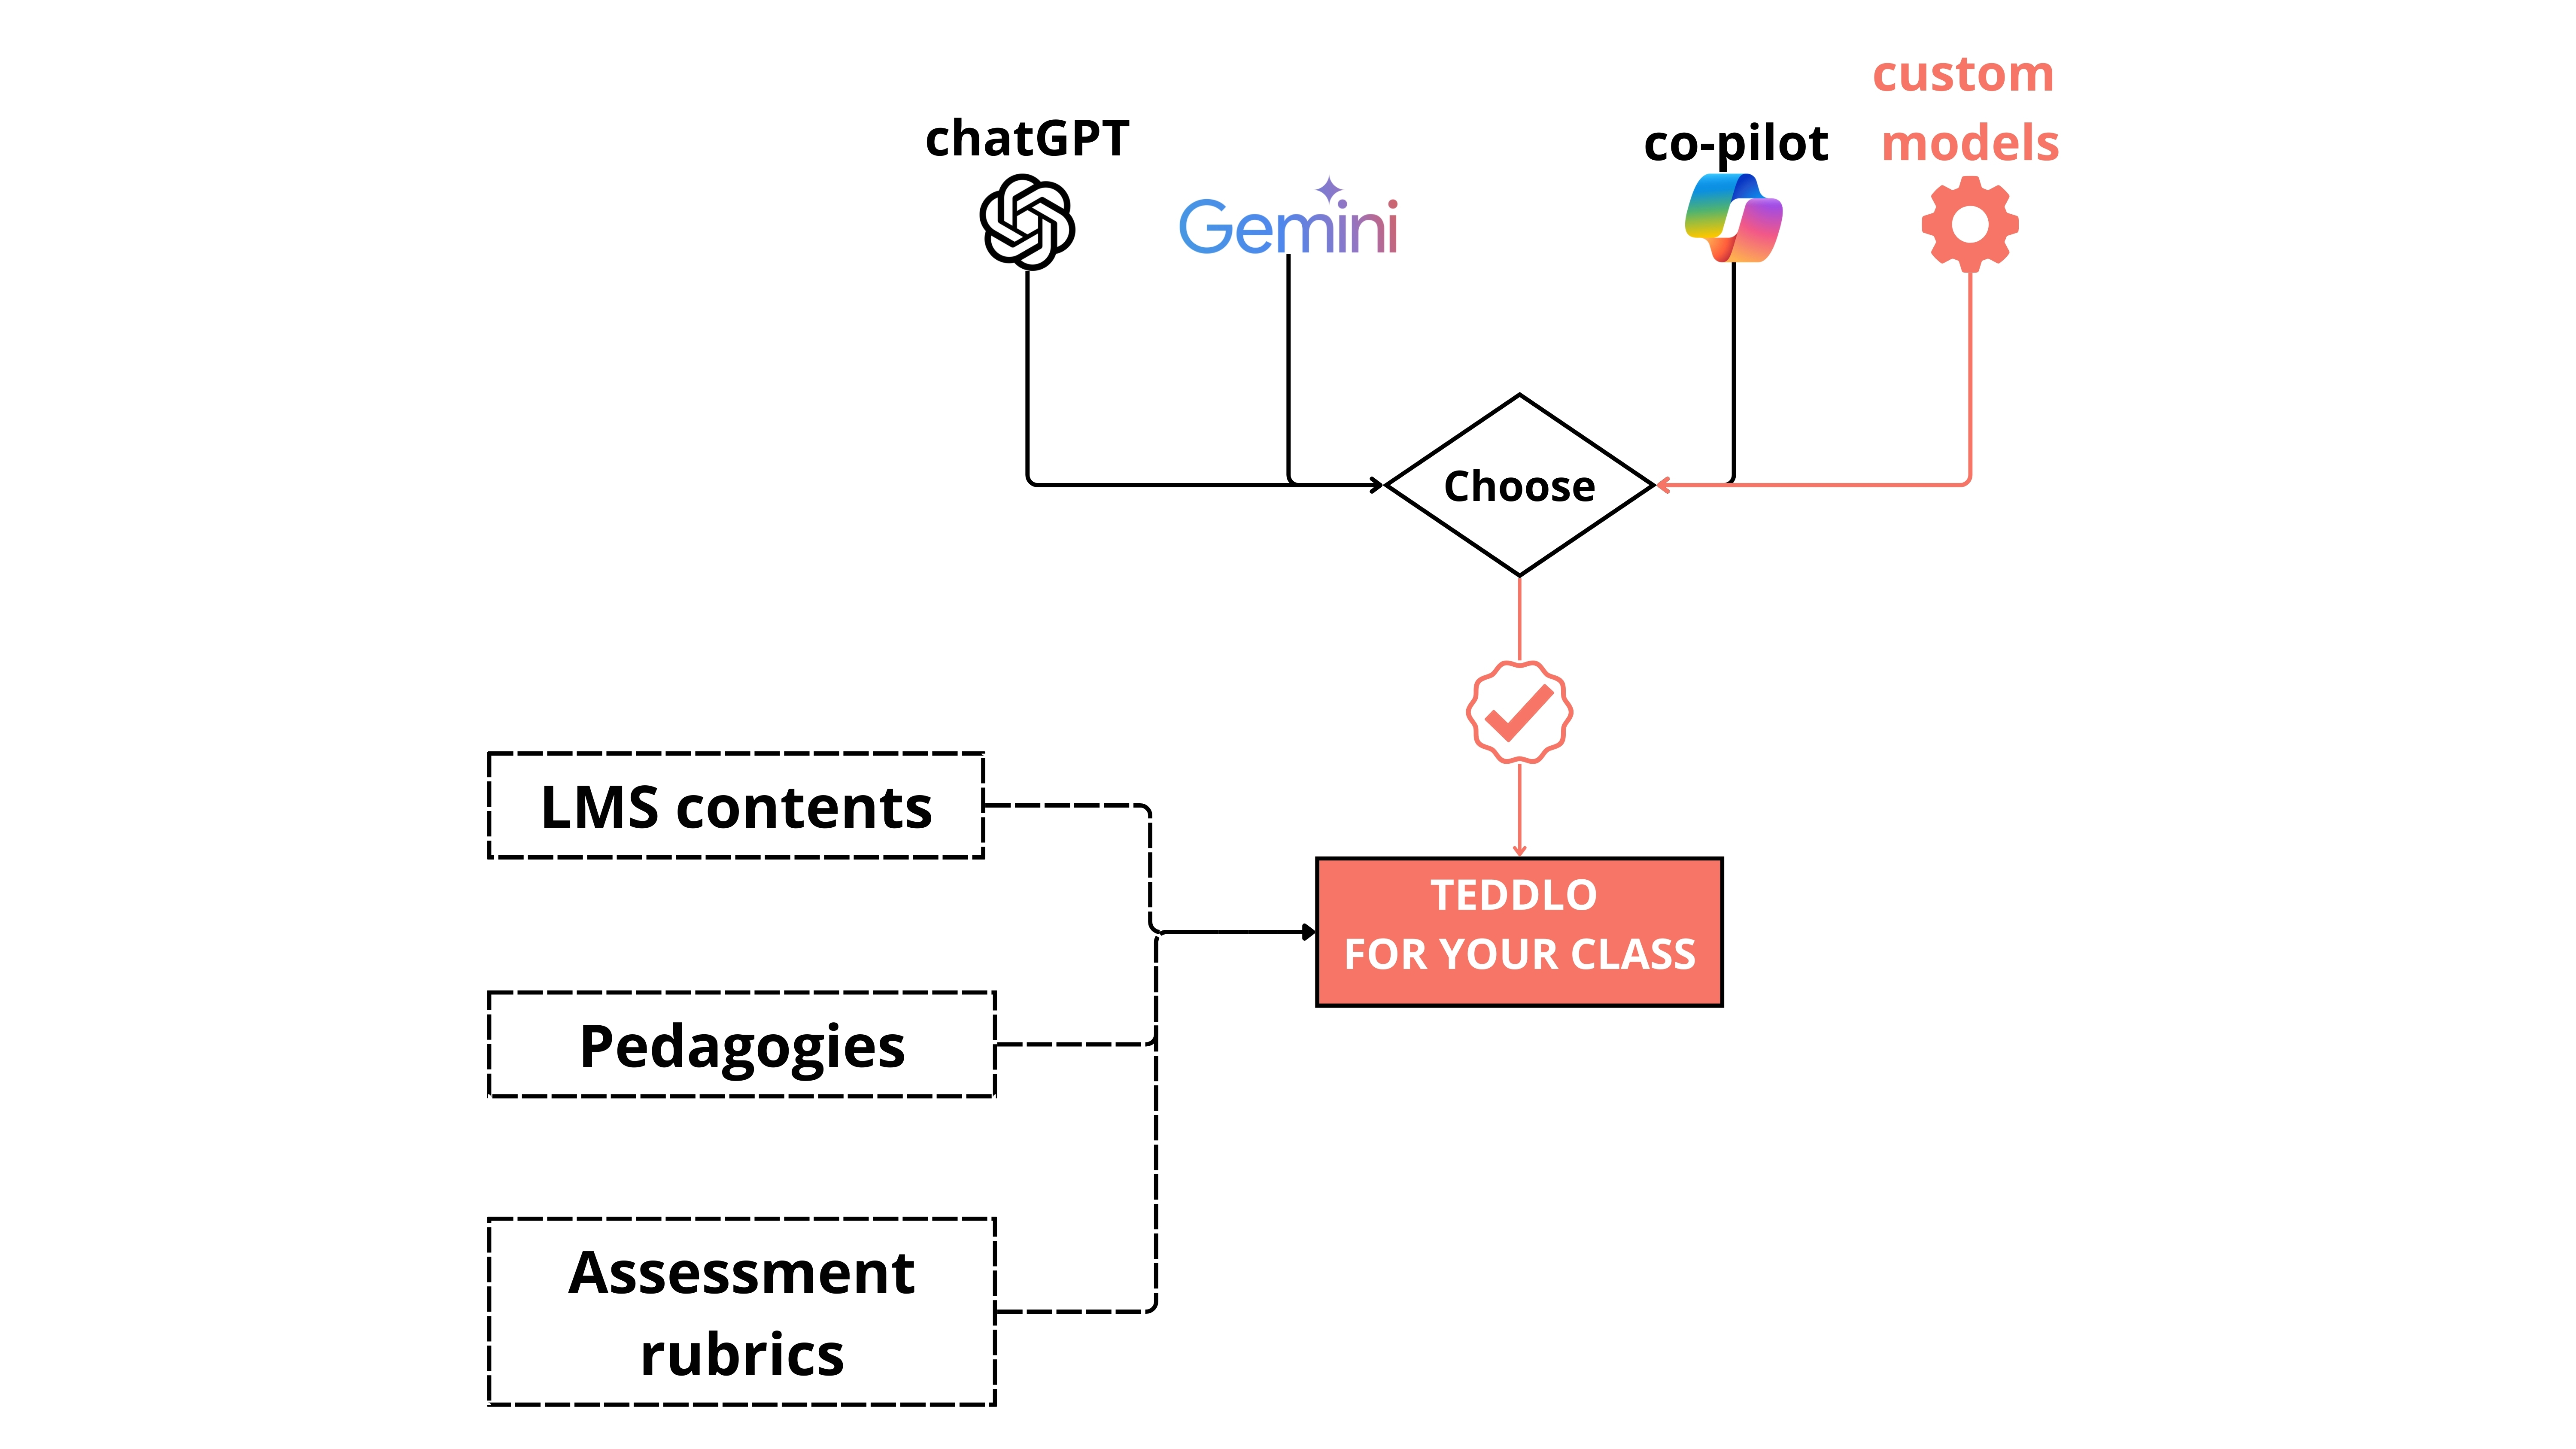 custom
models
chatGPT
co-pilot
Gemini
Choose
LMS contents
TEDDLO
FOR YOUR CLASS
Pedagogies
Assessment
rubrics